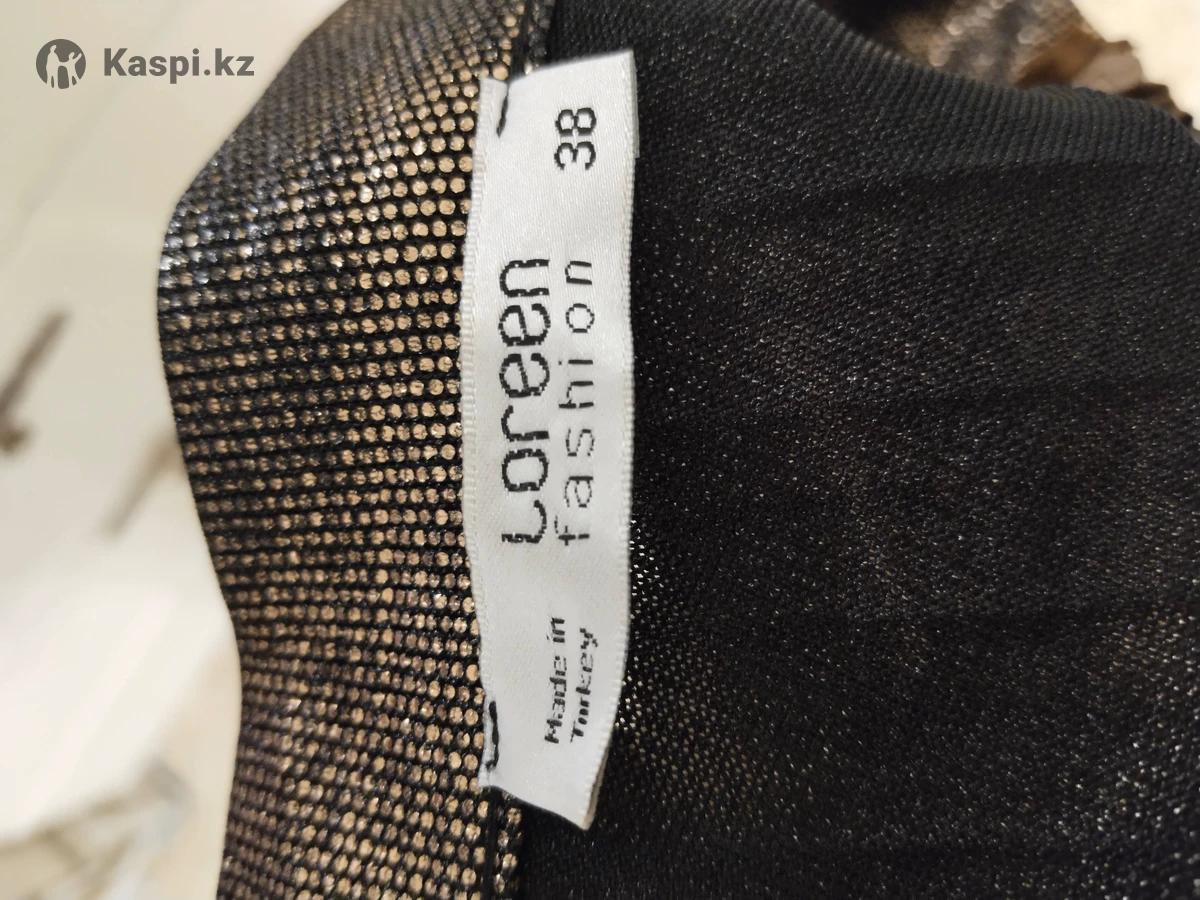 Kaspi.kz
Loreen
fashion
38
Made in
Turkey